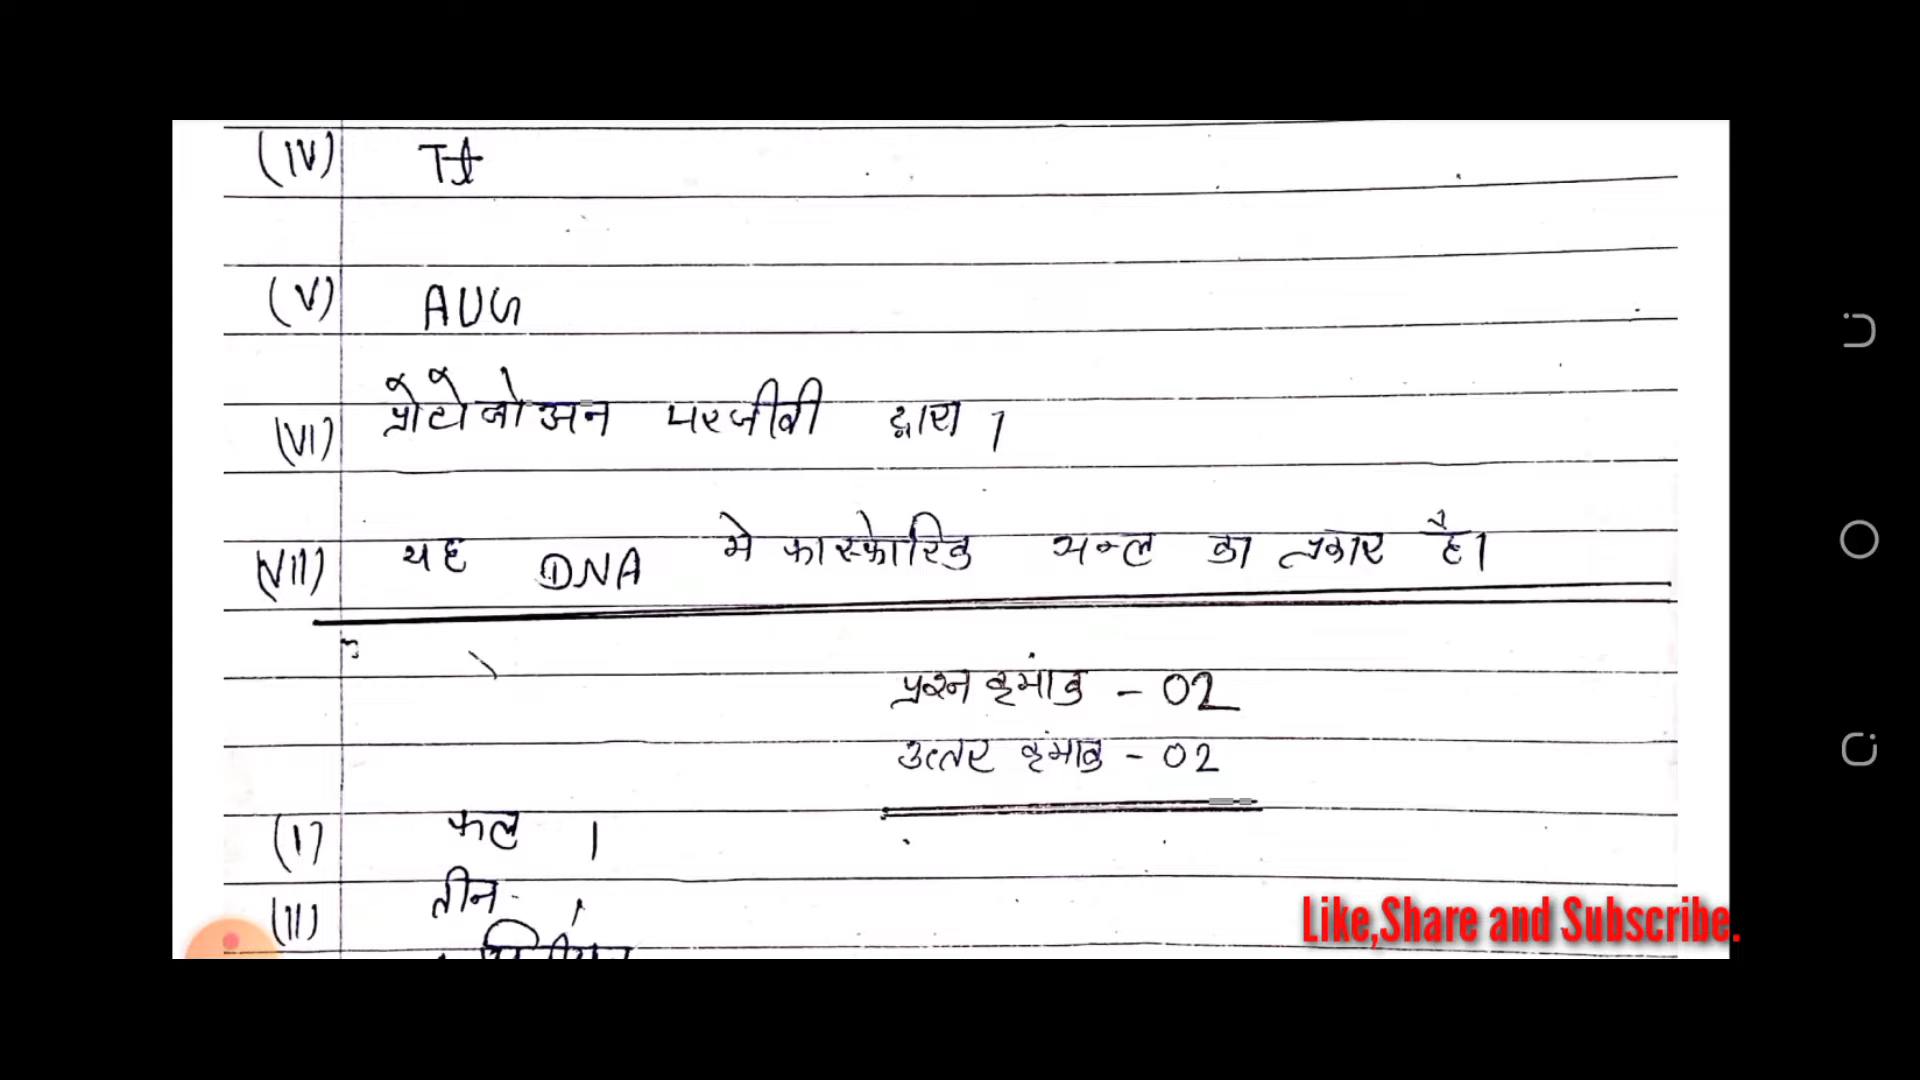 (IV)
(V) AUG
(VI) प्रोटोजोअन परजीवी द्वारा ।
(VII) यह DNA मे फास्फोरिक अम्ल का प्रकार है।
प्रश्न क्रमांक - 02
उत्तर क्रमांक - 02
(I) फल ।
(II) तीन ।
Like,Share and Subscribe.